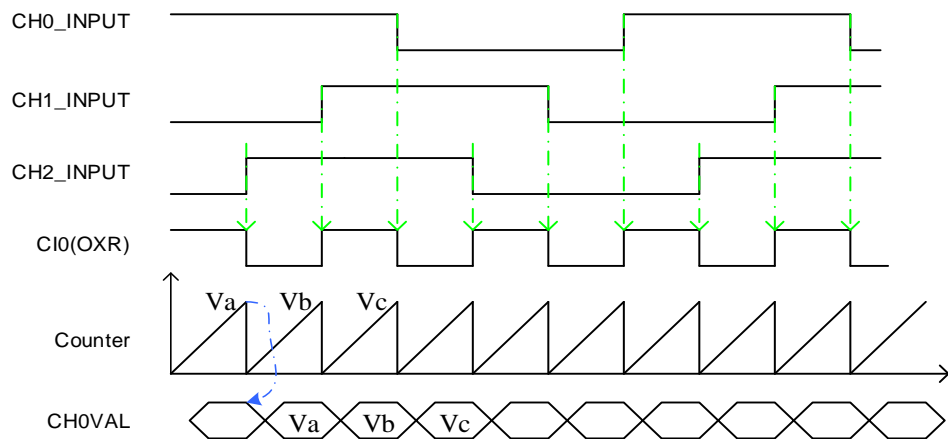 CH0_INPUT
CH1_INPUT
CH2_INPUT
CI0(OXR)
Va Vb Vc
Counter
CH0VAL Va Vb Vc